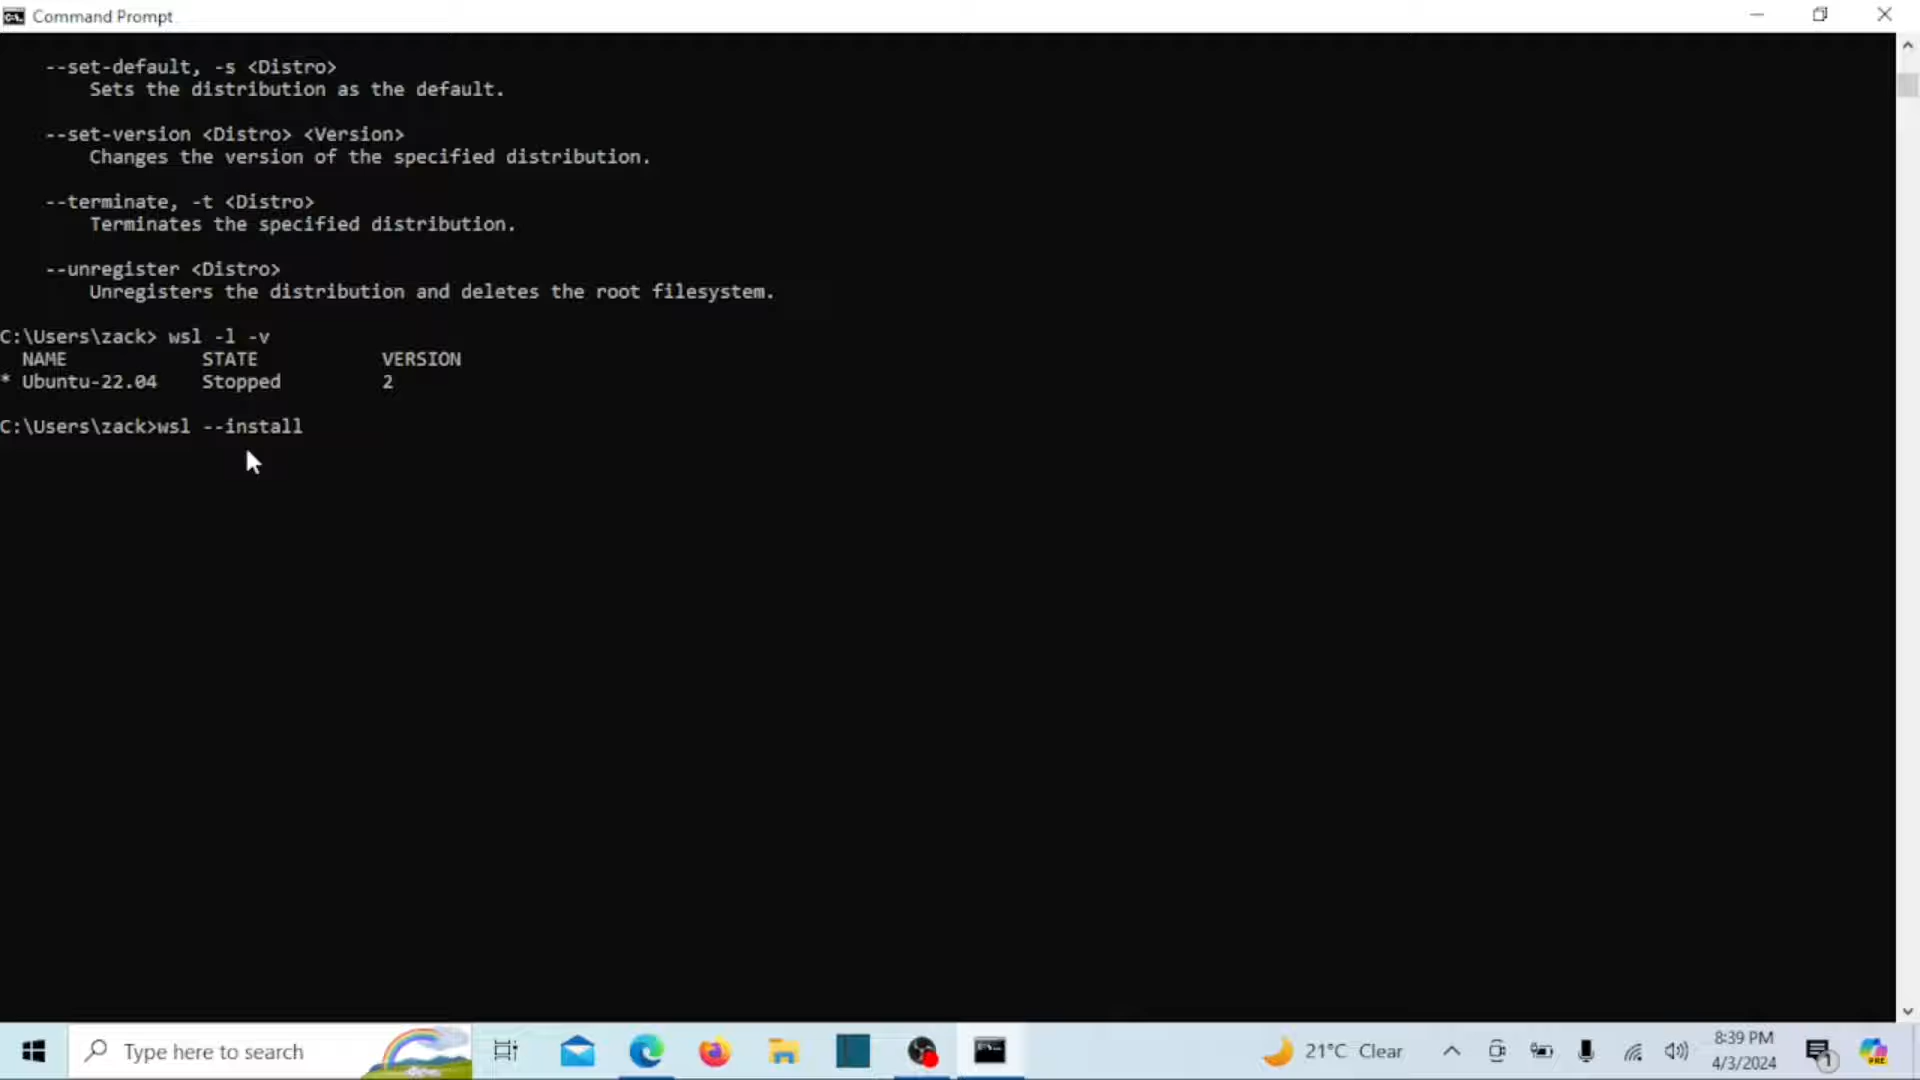 Command Prompt
--set-default, -s <Distro>
Sets the distribution as the default.
--set-version <Distro> <Version>
Changes the version of the specified distribution.
--terminate, -t <Distro>
Terminates the specified distribution.
--unregister <Distro>
Unregisters the distribution and deletes the root filesystem.
C:\Users\zack> wsl -l -v
NAME STATE VERSION
* Ubuntu-22.04 Stopped 2
C:\Users\zack>wsl --install
Type here to search
21°C Clear
8:39 PM
4/3/2024
1
PRE